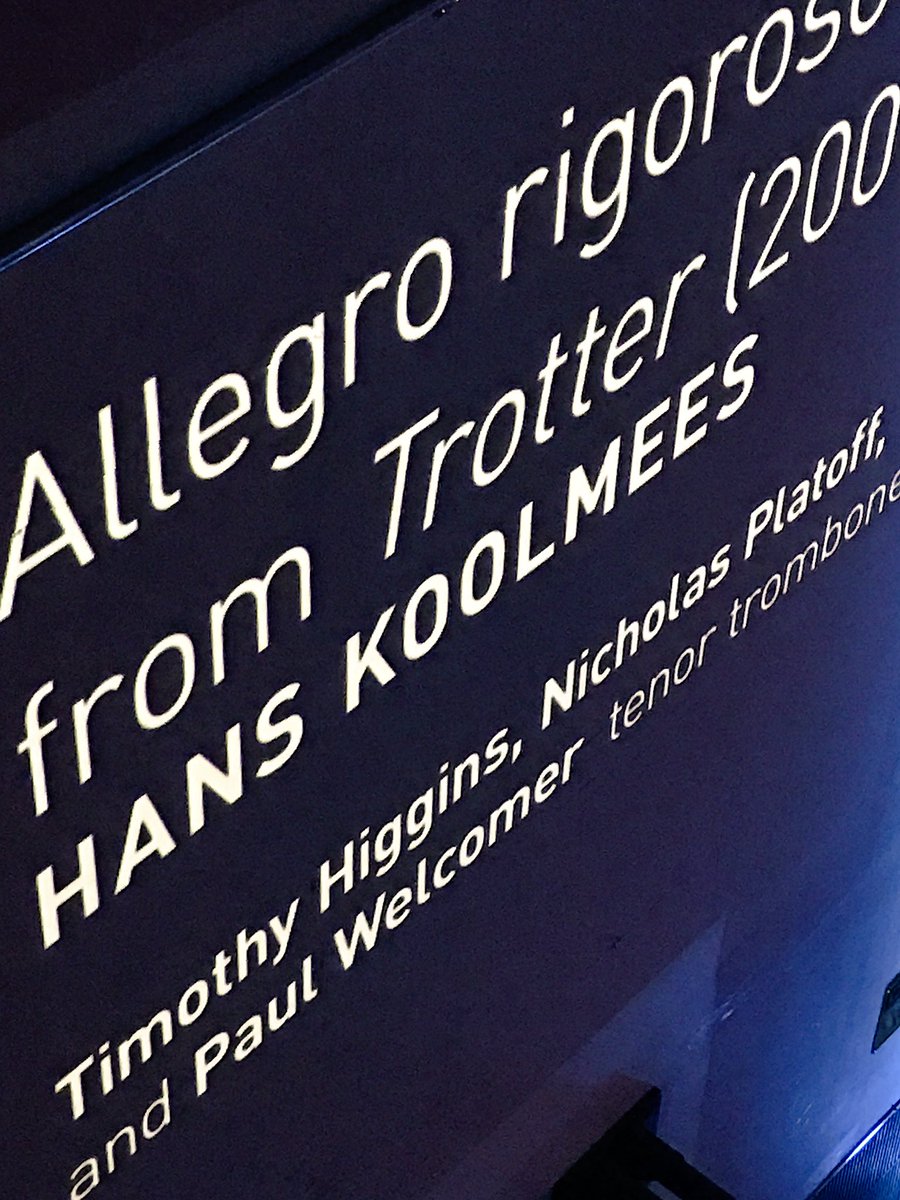 Allegro rigoroso
from Trotter (200
HANS KOOLMEES
Timothy Higgins, Nicholas Platoff,
and Paul Welcomer tenor trombone